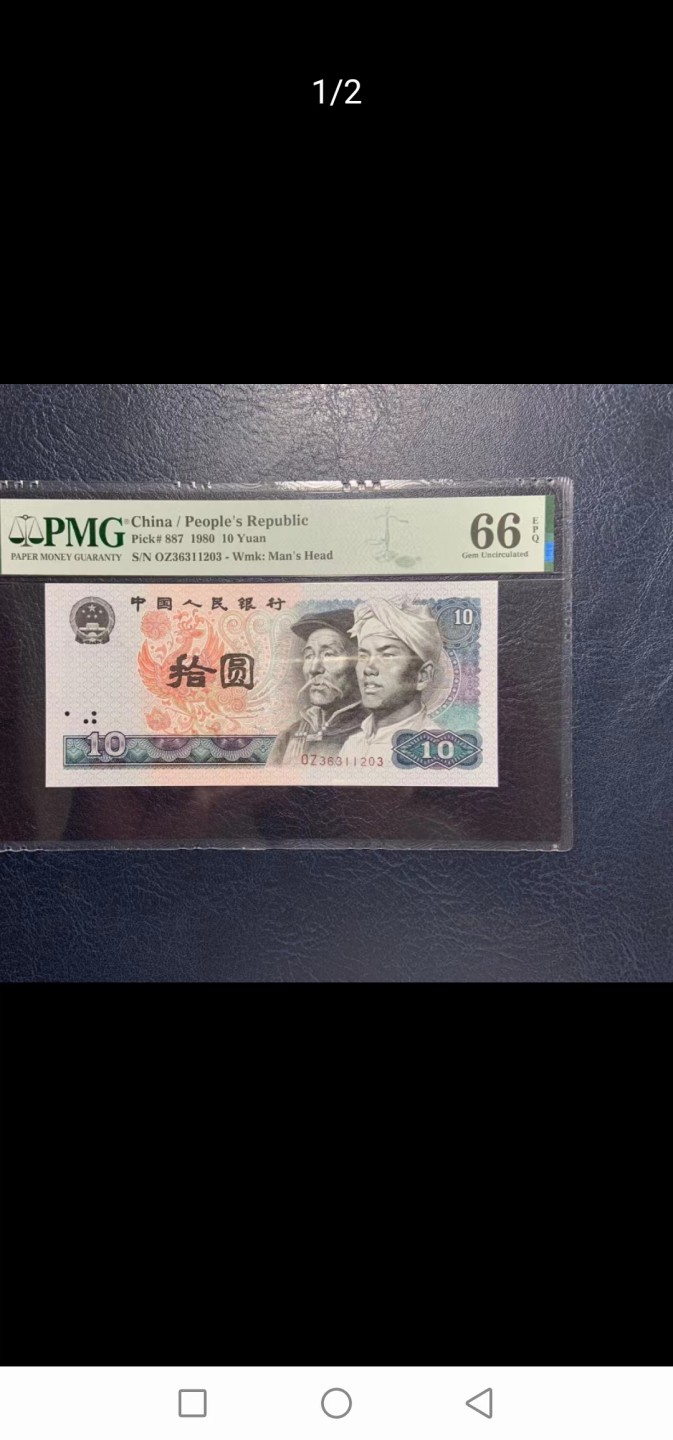 1/2
PMG
PAPER MONEY GUARANTY
China / People's Republic
Pick# 887 1980 10 Yuan
S/N OZ36311203 - Wmk: Man's Head
66
EPQ
Gem Uncirculated
中国人民银行
10
拾圆
10
OZ36311203
10